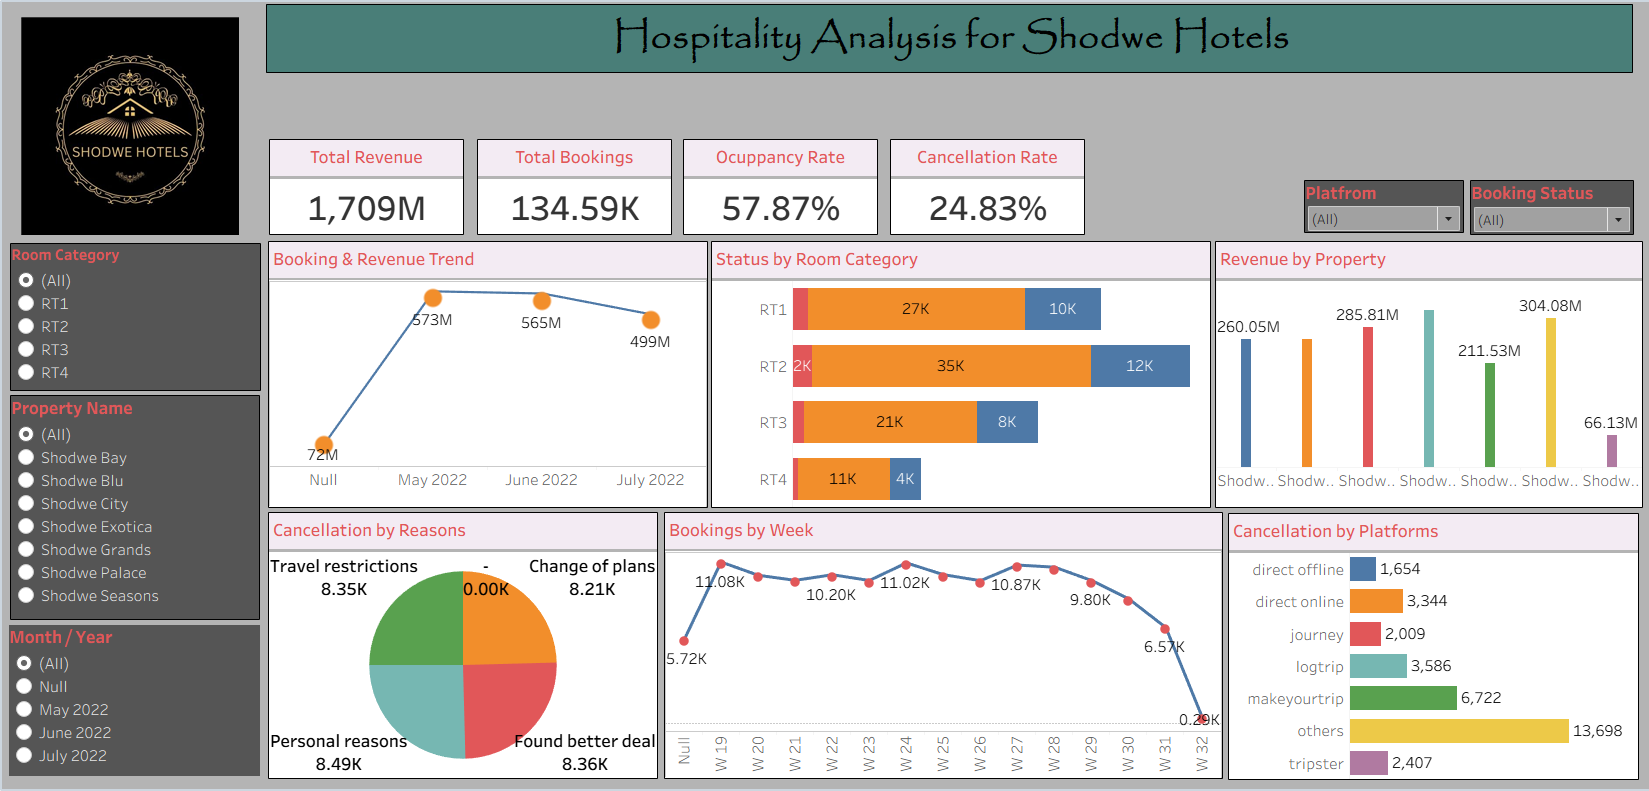 Hospitality Analysis for Shodwe Hotels
SHODWE HOTELS
Total Revenue
1,709M
Total Bookings
134.59K
Ocuppancy Rate
57.87%
Cancellation Rate
24.83%
Platfrom
(All)
Booking Status
(All)
Room Category
(All)
RT1
RT2
RT3
RT4
Property Name
(All)
Shodwe Bay
Shodwe Blu
Shodwe City
Shodwe Exotica
Shodwe Grands
Shodwe Palace
Shodwe Seasons
Month / Year
(All)
Null
May 2022
June 2022
July 2022
Booking & Revenue Trend
573M
565M
499M
72M
Null May 2022 June 2022 July 2022
Status by Room Category
RT1 27K 10K
RT2 2K 35K 12K
RT3 21K 8K
RT4 11K 4K
Revenue by Property
304.08M
285.81M
260.05M
211.53M
66.13M
Shodw.. Shodw.. Shodw.. Shodw.. Shodw.. Shodw.. Shodw..
Cancellation by Reasons
Travel restrictions
8.35K
-
0.00K
Change of plans
8.21K
Personal reasons
8.49K
Found better deal
8.36K
Bookings by Week
11.08K 10.20K 11.02K 10.87K 9.80K
5.72K 6.57K
0.29K
Null W 19 W 20 W 21 W 22 W 23 W 24 W 25 W 26 W 27 W 28 W 29 W 30 W 31 W 32
Cancellation by Platforms
direct offline 1,654
direct online 3,344
journey 2,009
logtrip 3,586
makeyourtrip 6,722
others 13,698
tripster 2,407